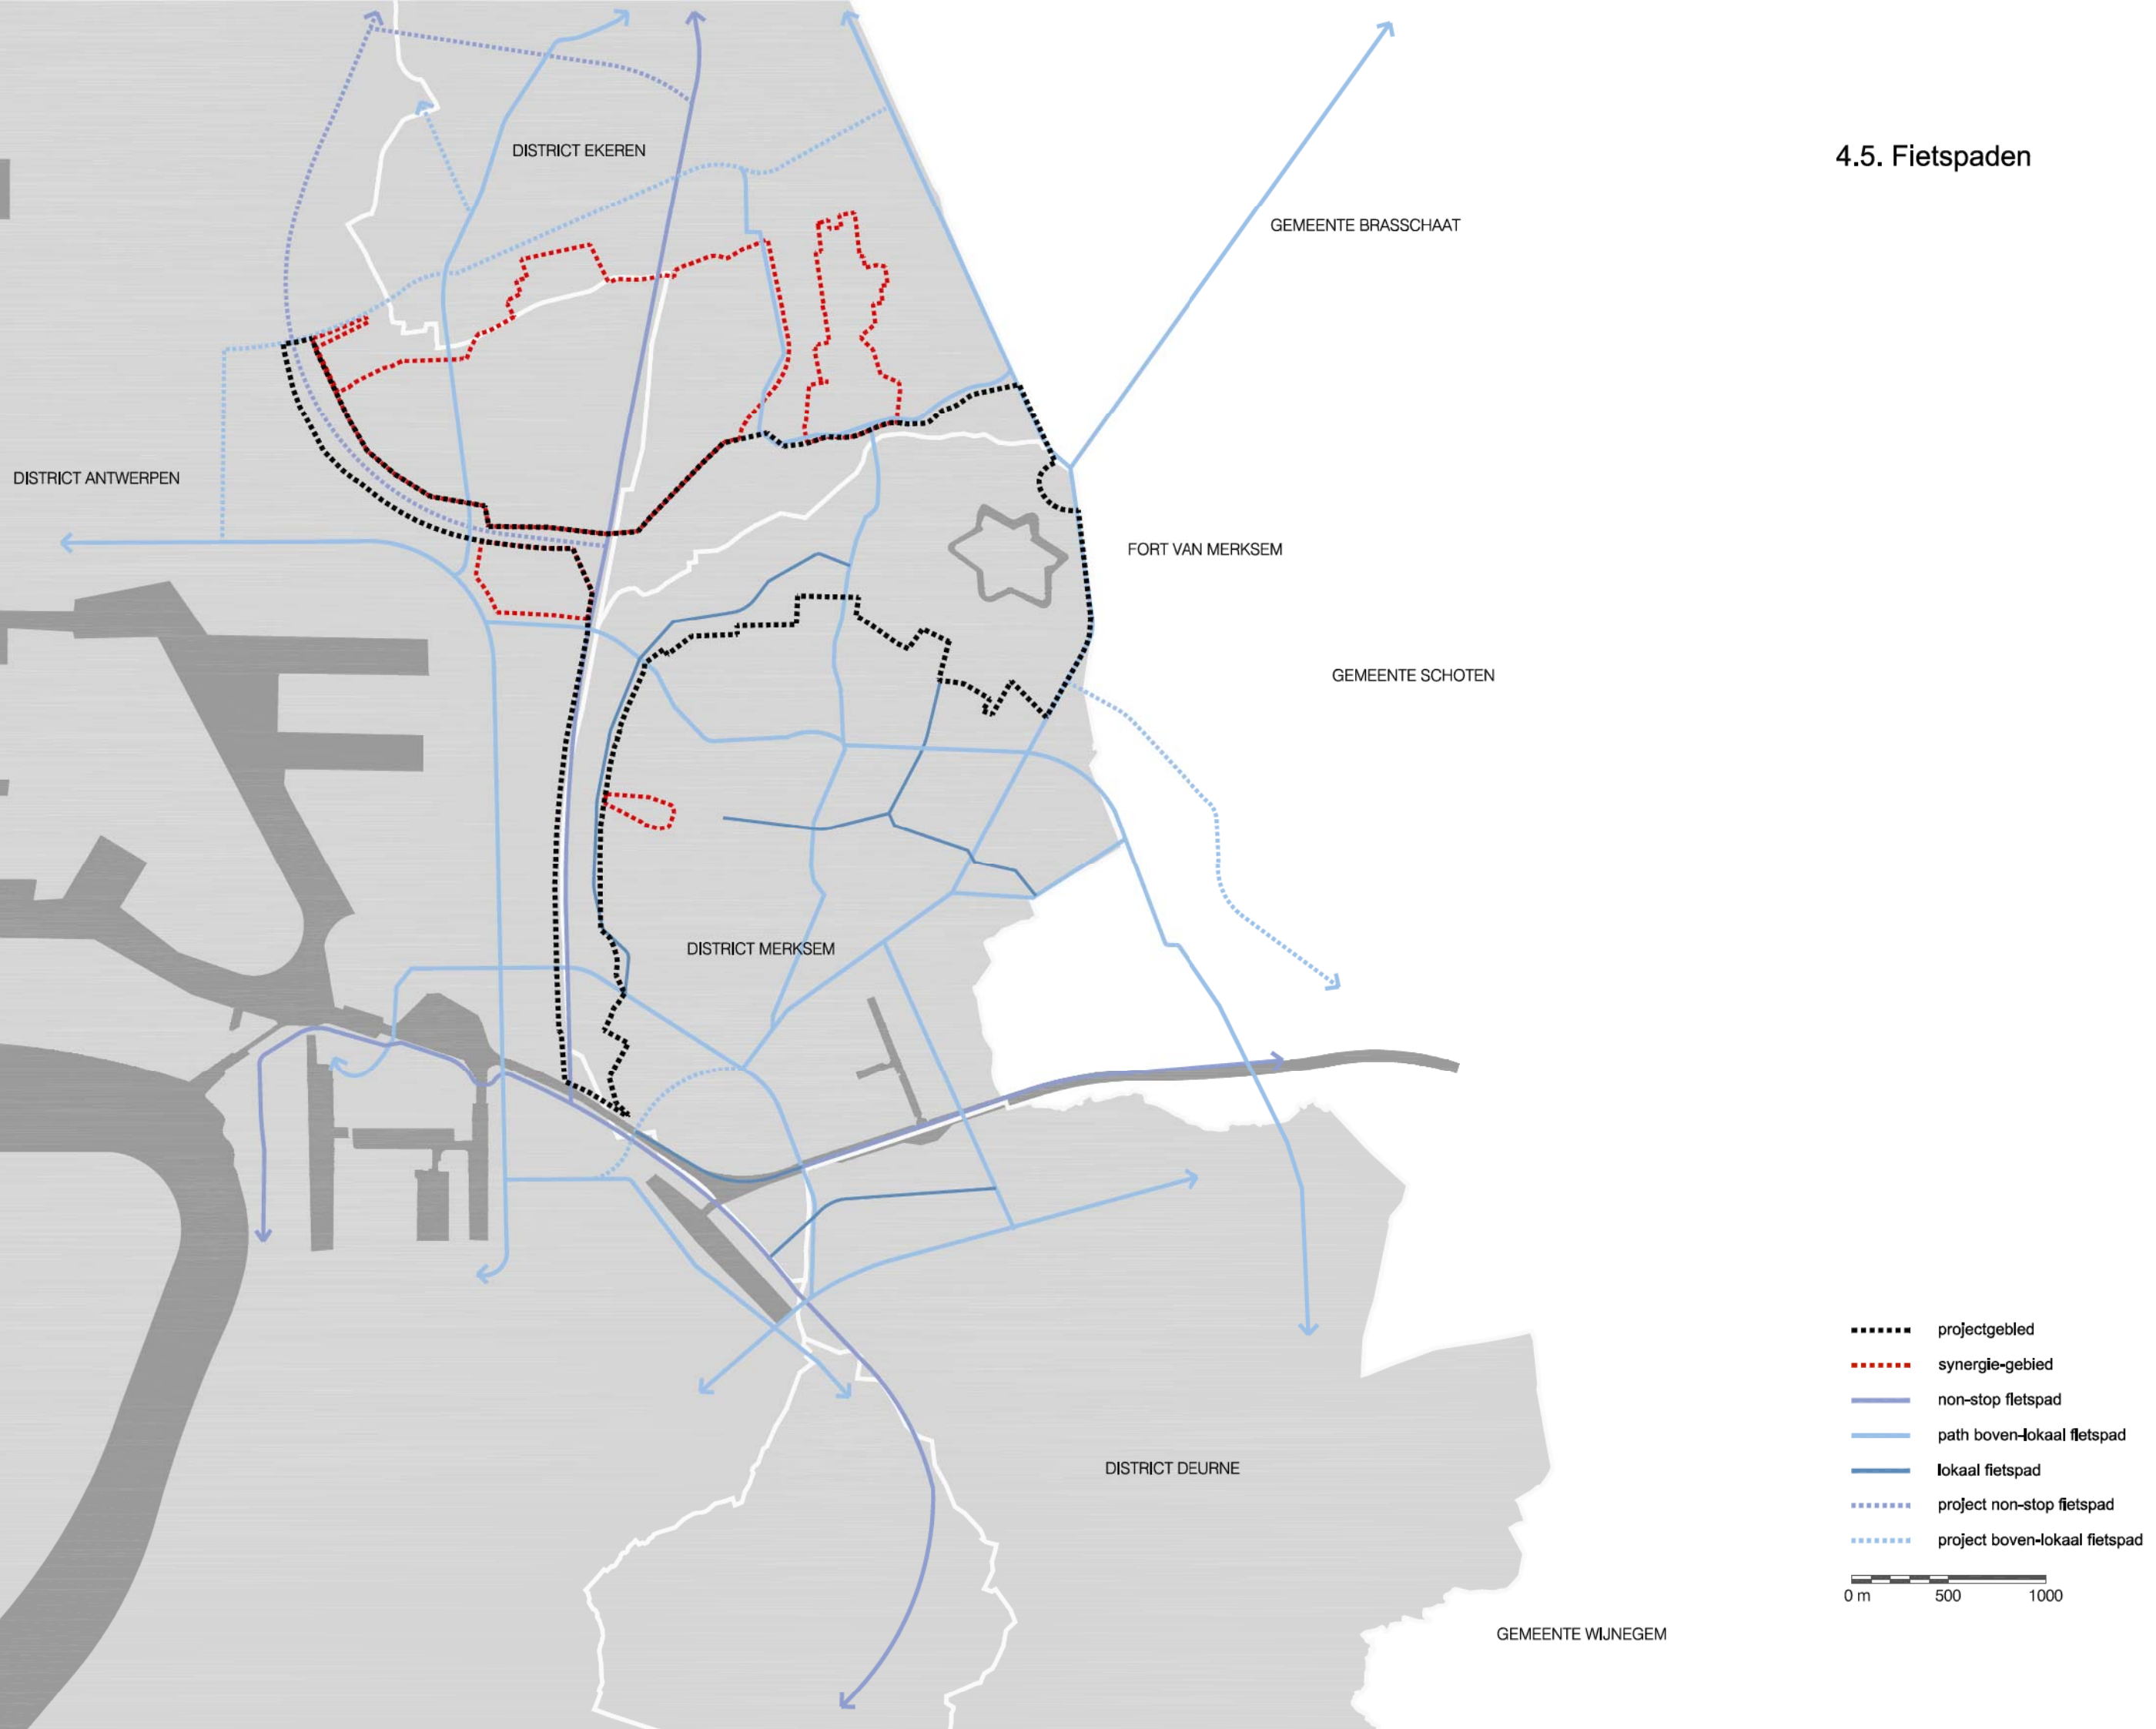 4.5. Fietspaden
DISTRICT EKEREN
GEMEENTE BRASSCHAAT
DISTRICT ANTWERPEN
FORT VAN MERKSEM
GEMEENTE SCHOTEN
DISTRICT MERKSEM
DISTRICT DEURNE
GEMEENTE WIJNEGEM
projectgebied
synergie-gebied
non-stop fietspad
path boven-lokaal fietspad
lokaal fietspad
project non-stop fietspad
project boven-lokaal fietspad
0 m 500 1000